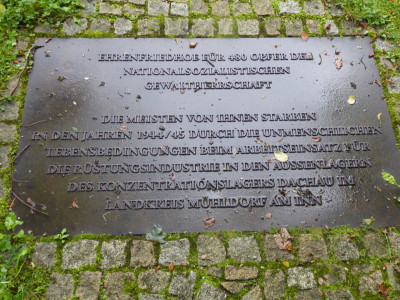 EHRENFRIEDHOF FÜR 480 OPFER DER
NATIONALSOZIALISTISCHEN
GEWALTHERRSCHAFT
DIE MEISTEN VON IHNEN STARBEN
IN DEN JAHREN 1944/45 DURCH DIE UNMENSCHLICHEN
LEBENSBEDINGUNGEN BEIM ARBEITSEINSATZ FÜR
DIE RÜSTUNGSINDUSTRIE IN DEN AUSSENLAGERN
DES KONZENTRATIONSLAGERS DACHAU IM
LANDKREIS MÜHLDORF AM INN